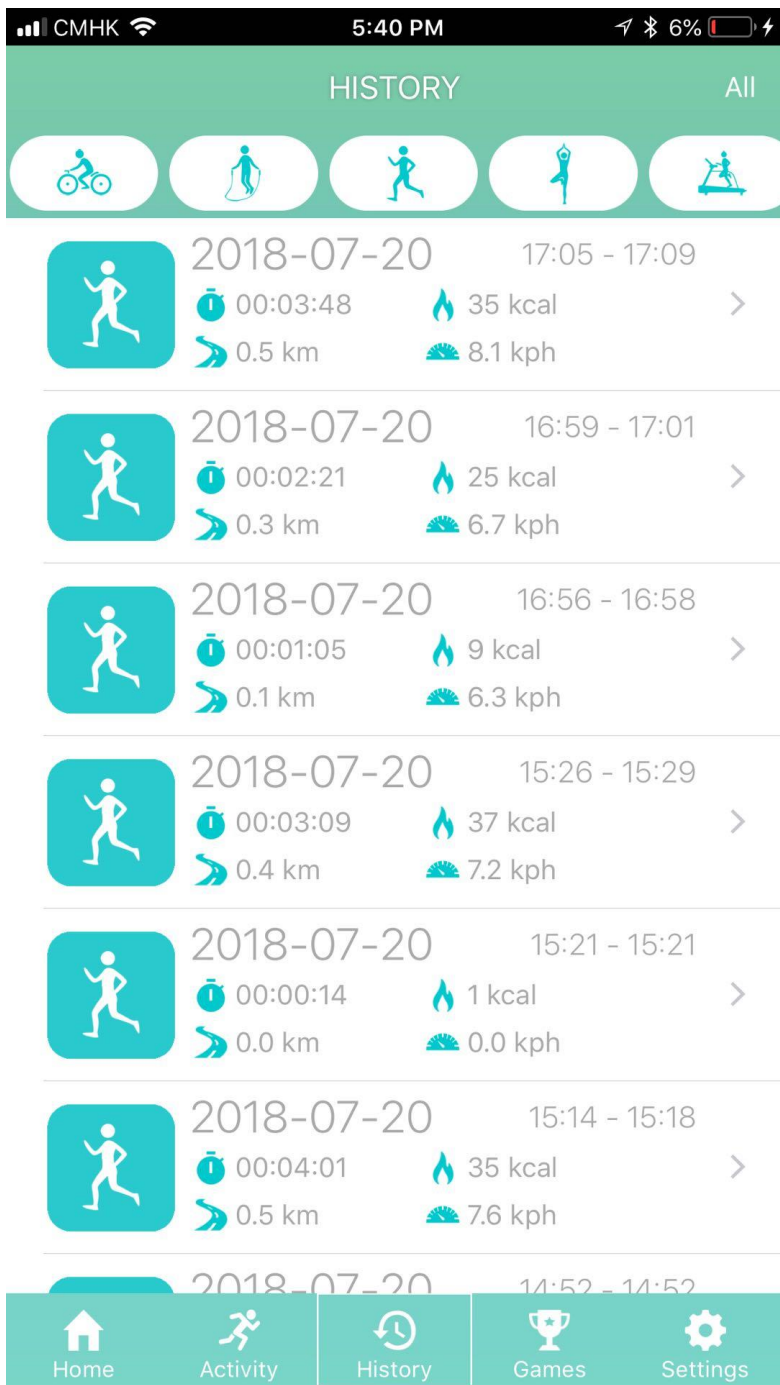 CMHK 5:40 PM 6%
HISTORY All
2018-07-20 17:05 - 17:09
00:03:48 35 kcal
0.5 km 8.1 kph
2018-07-20 16:59 - 17:01
00:02:21 25 kcal
0.3 km 6.7 kph
2018-07-20 16:56 - 16:58
00:01:05 9 kcal
0.1 km 6.3 kph
2018-07-20 15:26 - 15:29
00:03:09 37 kcal
0.4 km 7.2 kph
2018-07-20 15:21 - 15:21
00:00:14 1 kcal
0.0 km 0.0 kph
2018-07-20 15:14 - 15:18
00:04:01 35 kcal
0.5 km 7.6 kph
2018-07-20 14:52 - 14:52
Home Activity History Games Settings